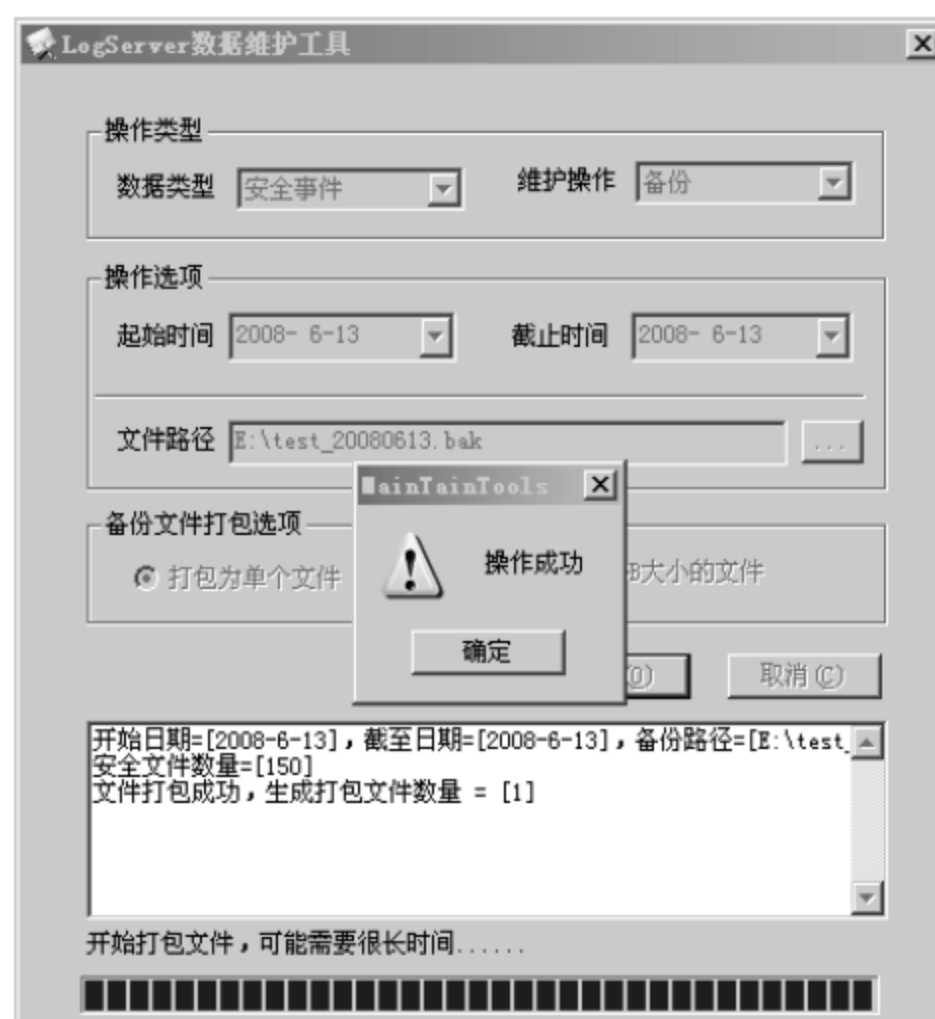 LogServer数据维护工具
操作类型
数据类型 安全事件 维护操作 备份
操作选项
起始时间 2008- 6-13 截止时间 2008- 6-13
文件路径 E:\test_20080613.bak ...
MainTainTools
备份文件打包选项
操作成功
打包为单个文件 B大小的文件
确定
(O) 取消(C)
开始日期=[2008-6-13]，截至日期=[2008-6-13]，备份路径=[E:\test_
安全文件数量=[150]
文件打包成功，生成打包文件数量 = [1]
开始打包文件，可能需要很长时间......